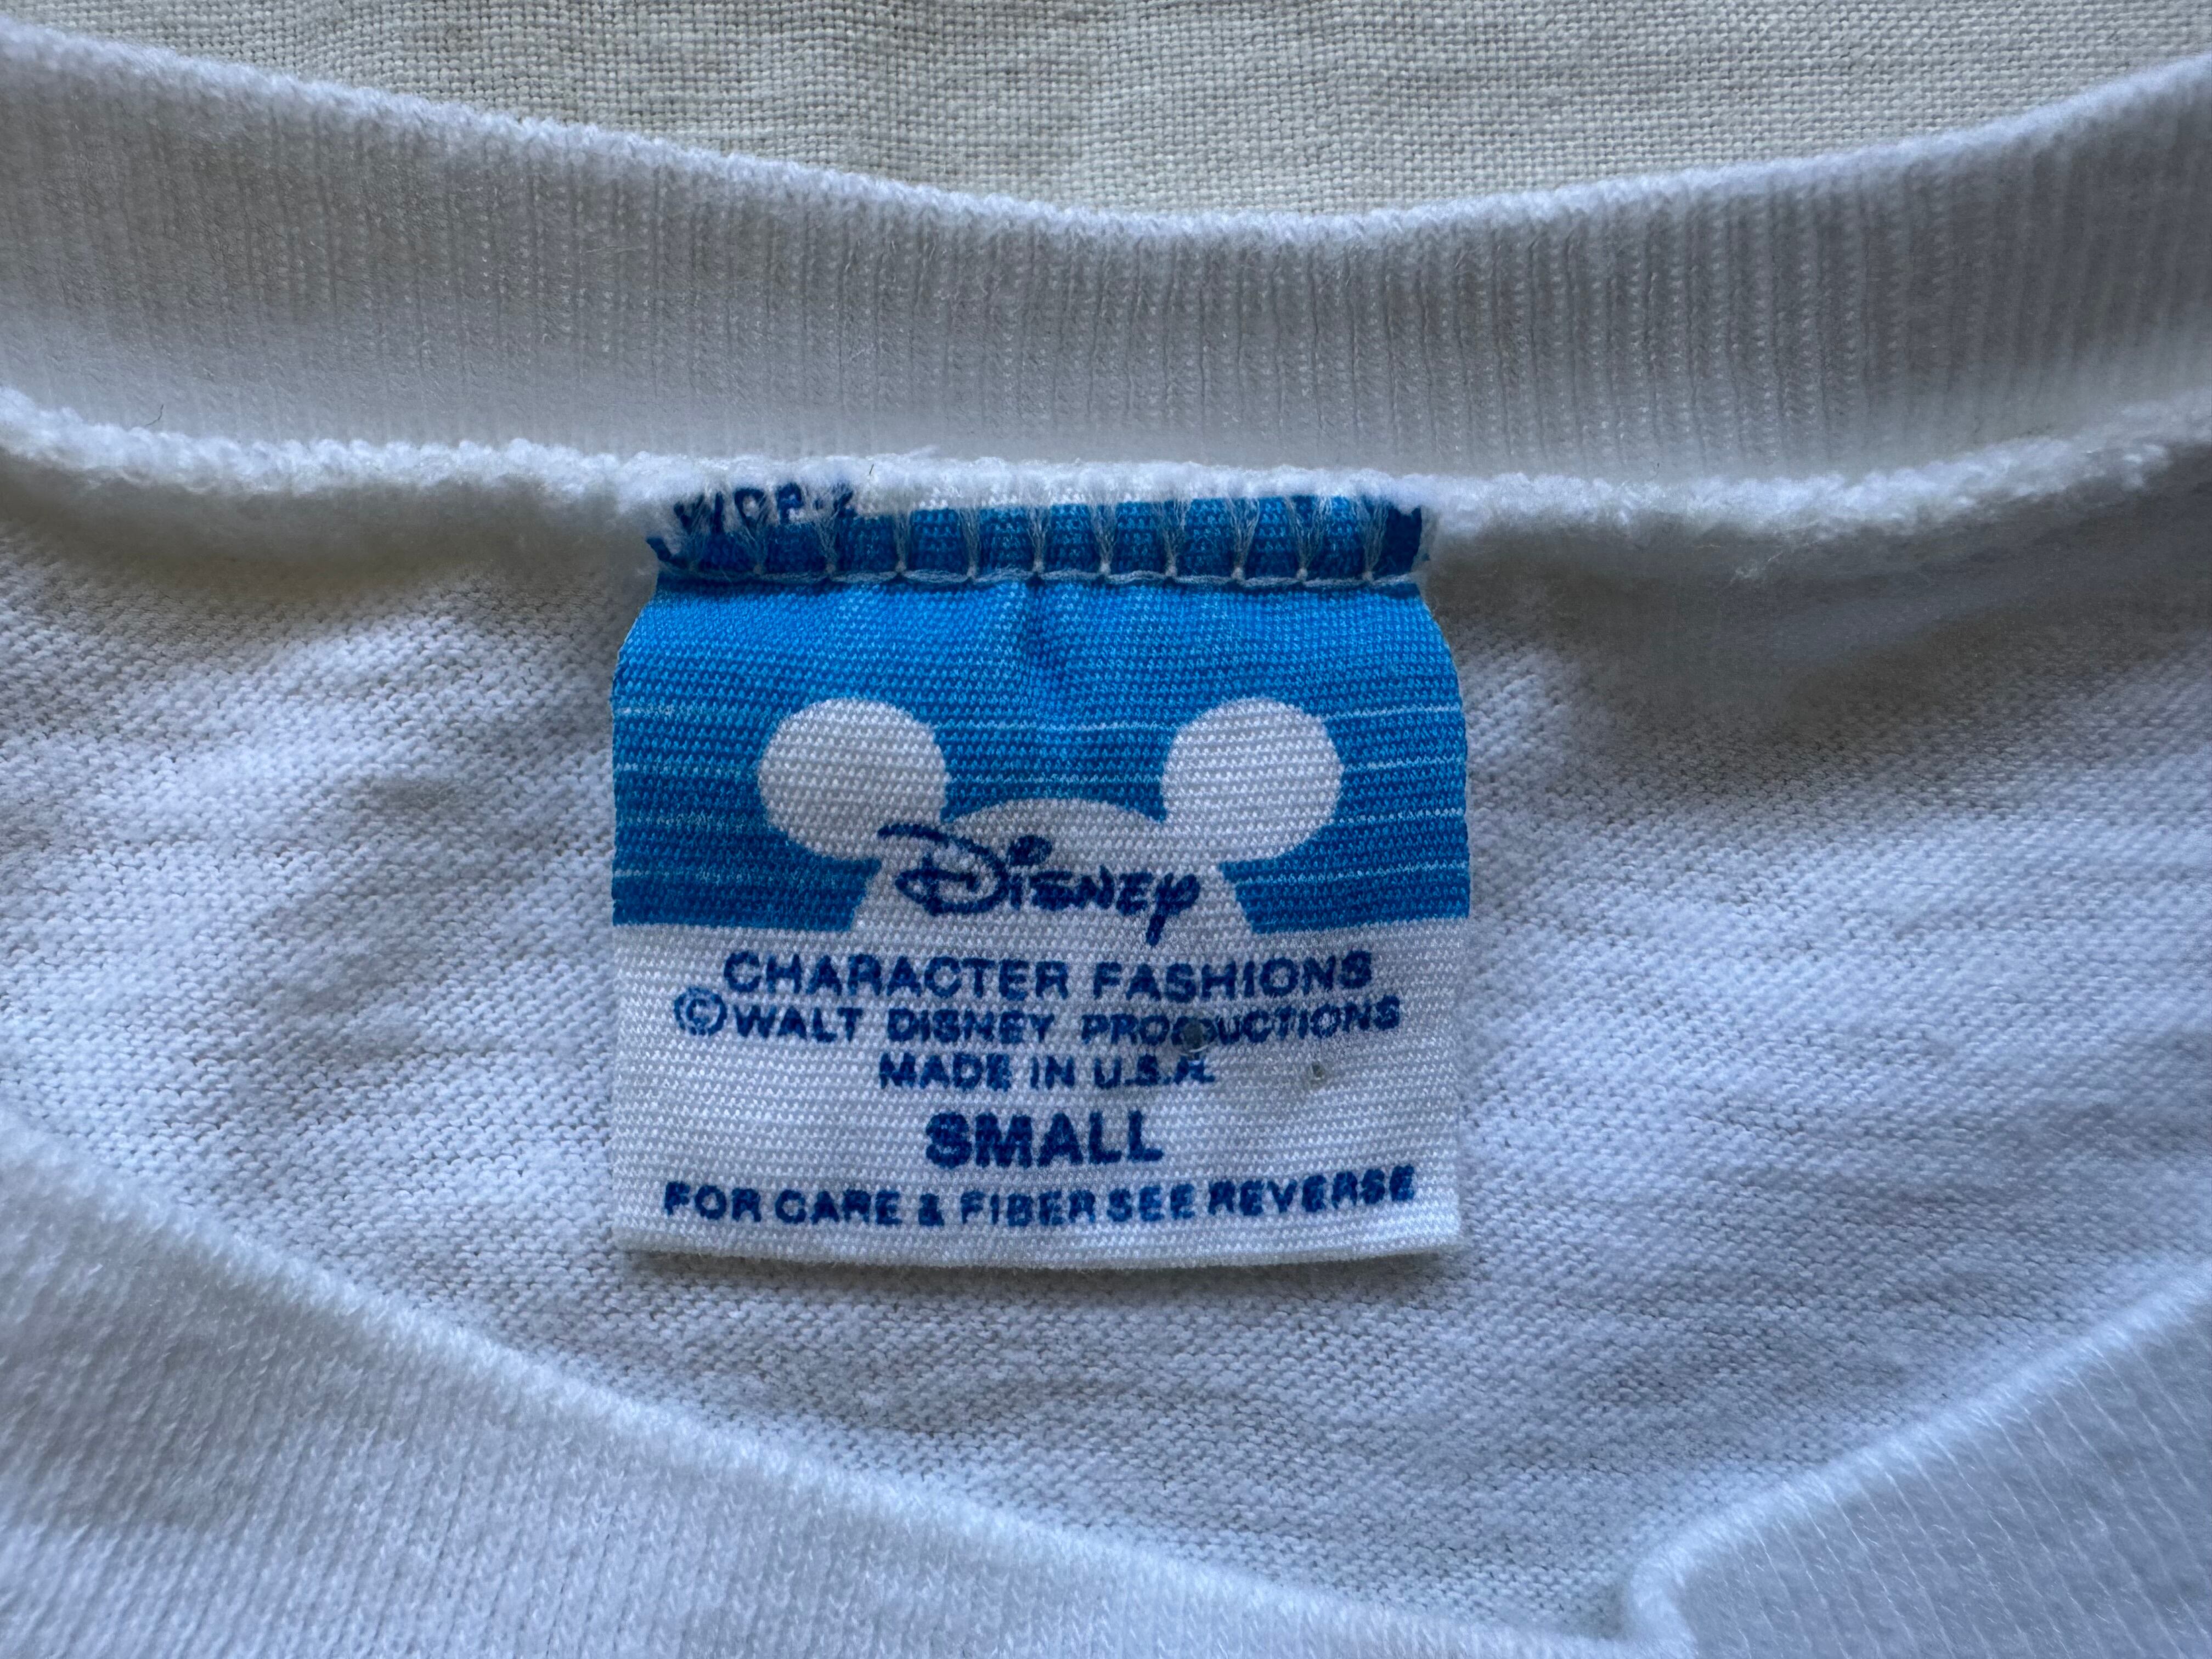 Disney
CHARACTER FASHIONS
©WALT DISNEY PRODUCTIONS
MADE IN U.S.A.
SMALL
FOR CARE & FIBER SEE REVERSE